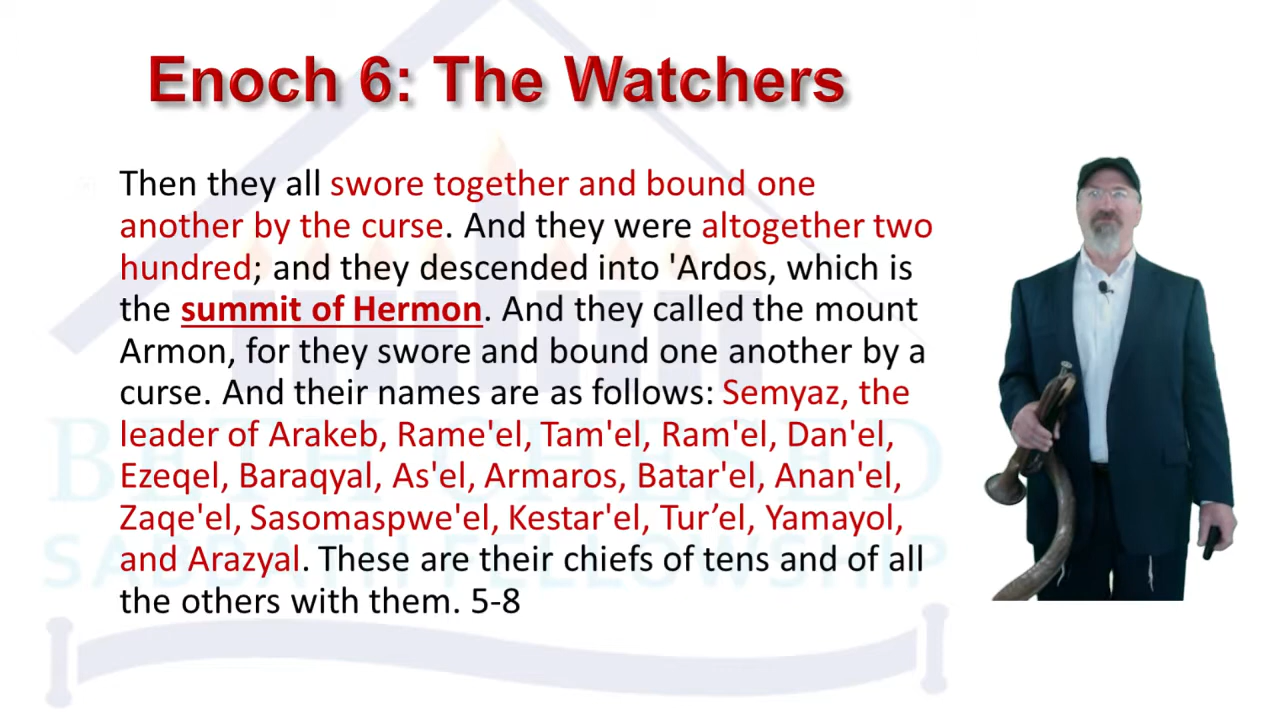 Enoch 6: The Watchers
Then they all swore together and bound one
another by the curse. And they were altogether two
hundred; and they descended into 'Ardos, which is
the summit of Hermon. And they called the mount
Armon, for they swore and bound one another by a
curse. And their names are as follows: Semyaz, the
leader of Arakeb, Rame'el, Tam'el, Ram'el, Dan'el,
Ezeqel, Baraqyal, As'el, Armaros, Batar'el, Anan'el,
Zaqe'el, Sasomaspwe'el, Kestar'el, Tur’el, Yamayol,
and Arazyal. These are their chiefs of tens and of all
the others with them. 5-8
BETH CHESED
SABBATH FELLOWSHIP